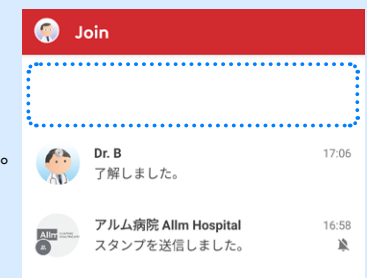 Join
。
Dr. B
17:06
了解しました。
アルム病院 Allm Hospital
16:58
Allm
スタンプを送信しました。